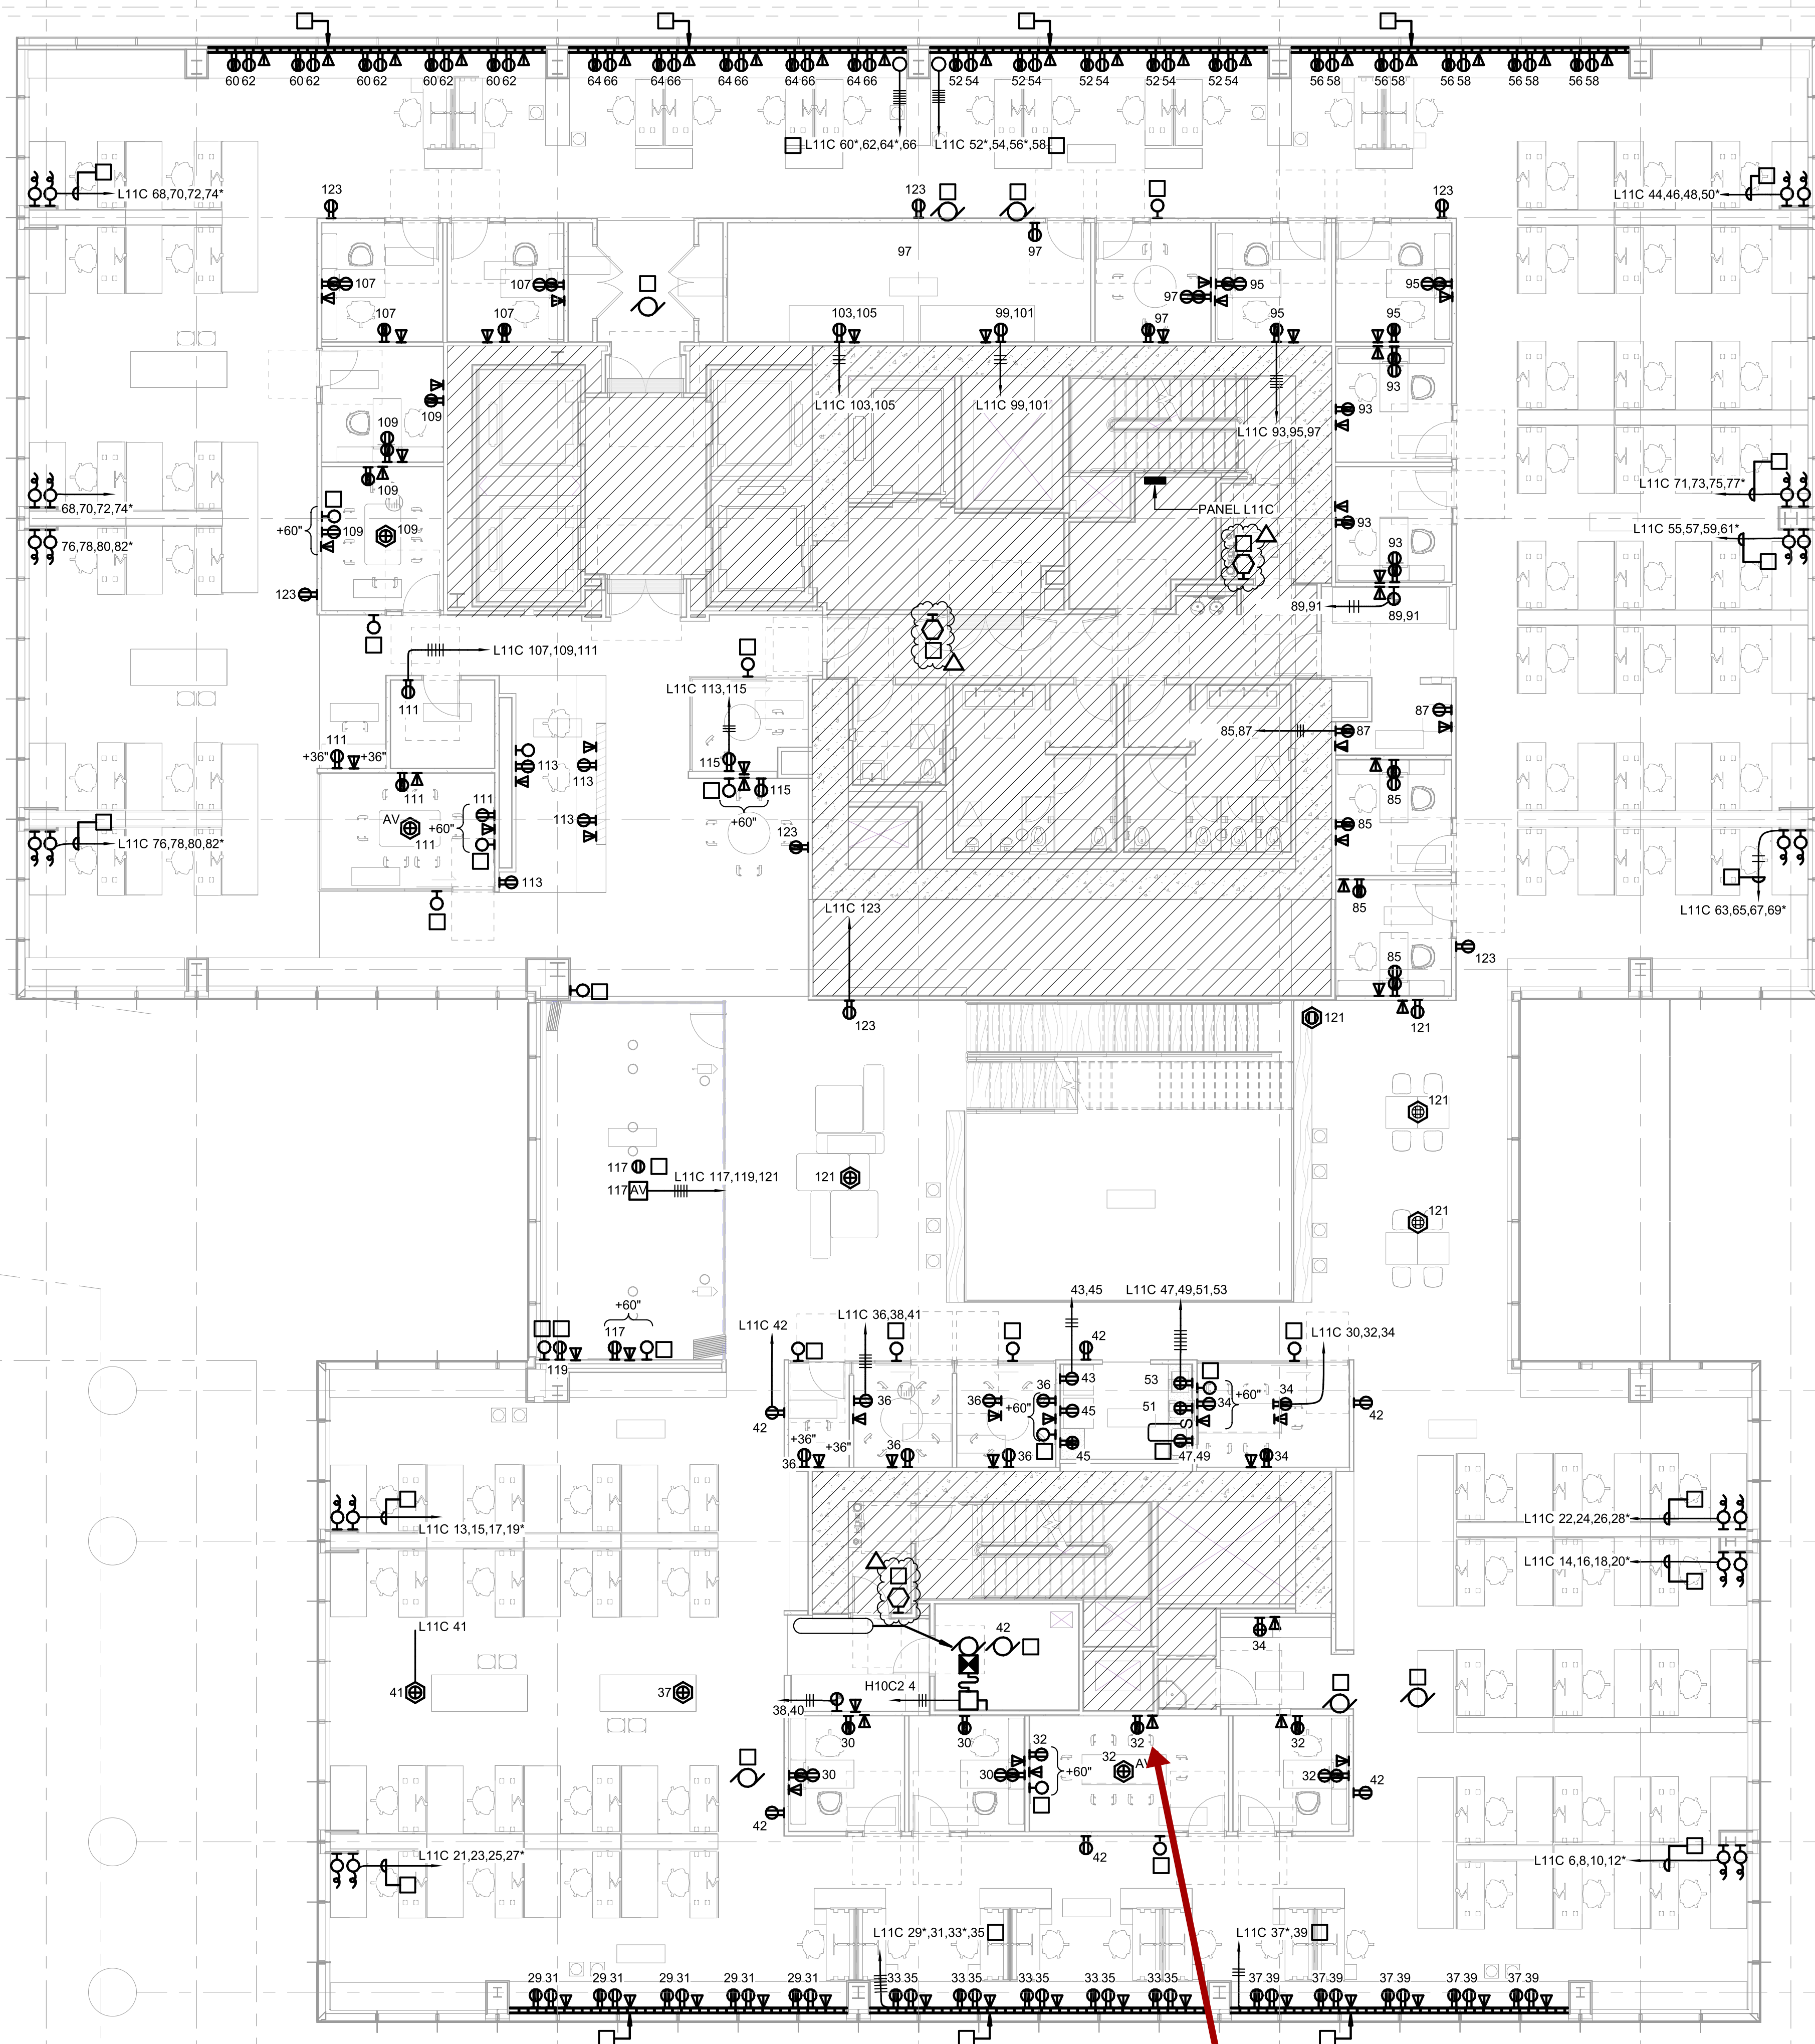 60 62 60 62 60 62 60 62 60 62 64 66 64 66 64 66 64 66 64 66 52 54 52 54 52 54 52 54 52 54 56 58 56 58 56 58 56 58 56 58
L11C 60*,62,64*,66 L11C 52*,54,56*,58
L11C 68,70,72,74* L11C 44,46,48,50*
123 123 123
97 97
107 107 97 95 95
107 107 103,105 99,101 97 95 95
93
L11C 103,105 L11C 99,101
109 93
L11C 93,95,97
109
109
L11C 71,73,75,77*
68,70,72,74* PANEL L11C
+60" 109 109 93 L11C 55,57,59,61*
76,78,80,82* 93
123 89,91 89,91
L11C 107,109,111
L11C 113,115
111 87
85,87 87
111
+36" +36" 113 113 115
111 115 85
AV 111 +60" 111 113 +60" 123 85
L11C 76,78,80,82*
113 85
L11C 123 L11C 63,65,67,69*
123
85
123 121 121
121
117 L11C 117,119,121 121
117 AV
121
+60" 43,45 L11C 47,49,51,53
L11C 42 L11C 36,38,41 L11C 30,32,34
117 42
119 43 53
36 36 36 +60" 34 34
42 45 51 S +60" 42
+36" +36"
36 36 36 45 47,49 34
L11C 13,15,17,19* L11C 22,24,26,28*
L11C 14,16,18,20*
L11C 41 42 34
H10C2 4
41 37
38,40
30 30 32 32 32
30 30 +60" 32 AV 32 42
42
42
L11C 21,23,25,27* L11C 6,8,10,12*
L11C 29*,31,33*,35 L11C 37*,39
29 31 29 31 29 31 29 31 29 31 33 35 33 35 33 35 33 35 33 35 37 39 37 39 37 39 37 39 37 39